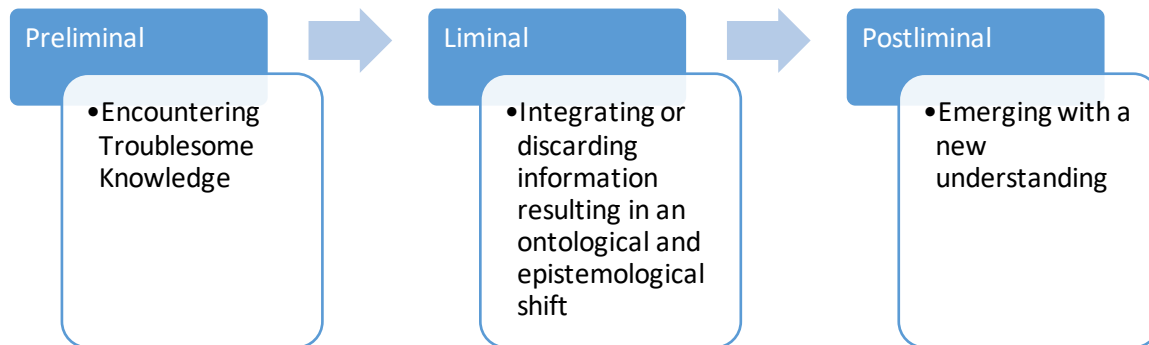 Preliminal
•Encountering
Troublesome
Knowledge
Liminal
•Integrating or
discarding
information
resulting in an
ontological and
epistemological
shift
Postliminal
•Emerging with a
new
understanding